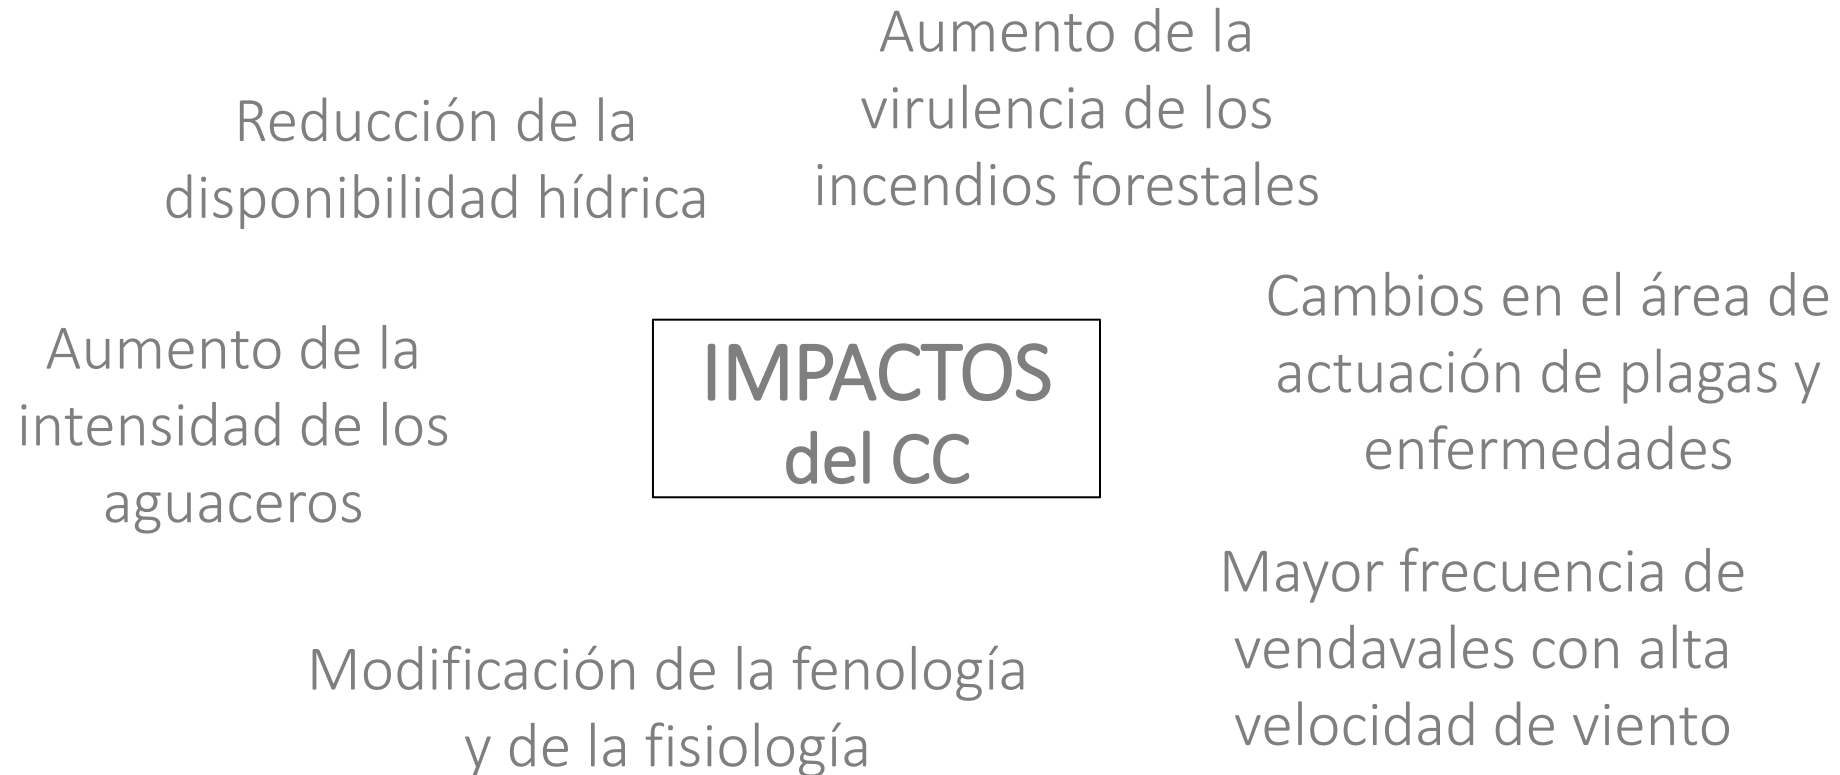 Aumento de la
virulencia de los
incendios forestales
Reducción de la
disponibilidad hídrica
Cambios en el área de
actuación de plagas y
enfermedades
Aumento de la
intensidad de los
aguaceros
IMPACTOS
del CC
Mayor frecuencia de
vendavales con alta
velocidad de viento
Modificación de la fenología
y de la fisiología